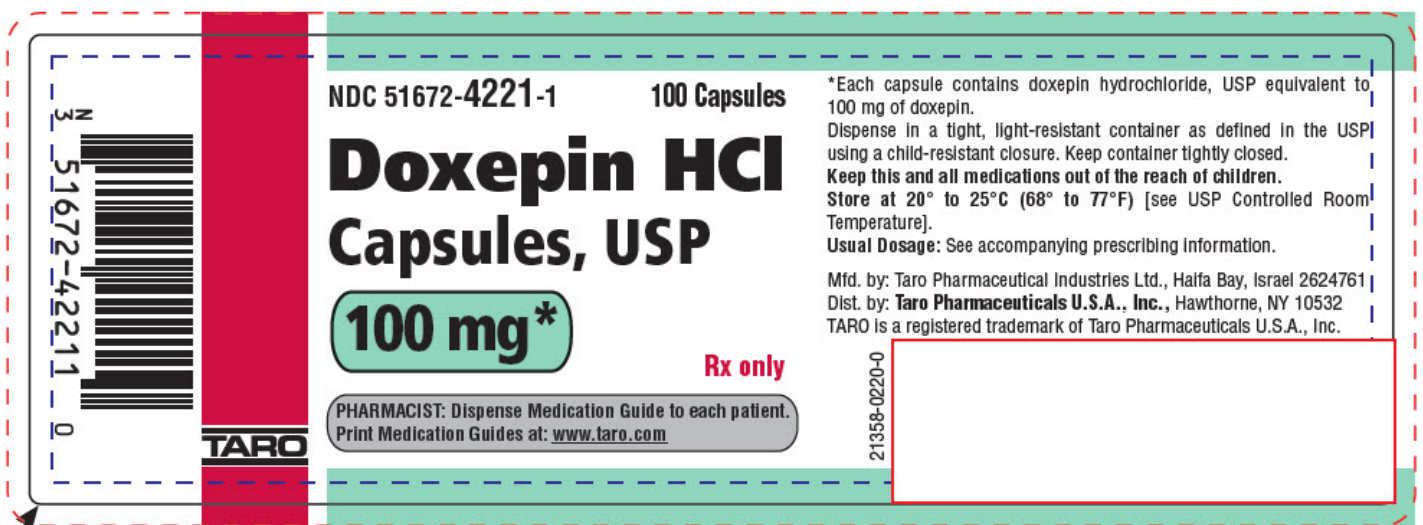 N
3 51672-42211 0
TARO
NDC 51672-4221-1 100 Capsules
Doxepin HCl
Capsules, USP
100 mg*
Rx only
PHARMACIST: Dispense Medication Guide to each patient.
Print Medication Guides at: www.taro.com
*Each capsule contains doxepin hydrochloride, USP equivalent to
100 mg of doxepin.
Dispense in a tight, light-resistant container as defined in the USP
using a child-resistant closure. Keep container tightly closed.
Keep this and all medications out of the reach of children.
Store at 20° to 25°C (68° to 77°F) [see USP Controlled Room
Temperature].
Usual Dosage: See accompanying prescribing information.
Mfd. by: Taro Pharmaceutical Industries Ltd., Haifa Bay, Israel 2624761
Dist. by: Taro Pharmaceuticals U.S.A., Inc., Hawthorne, NY 10532
TARO is a registered trademark of Taro Pharmaceuticals U.S.A., Inc.
21358-0220-0